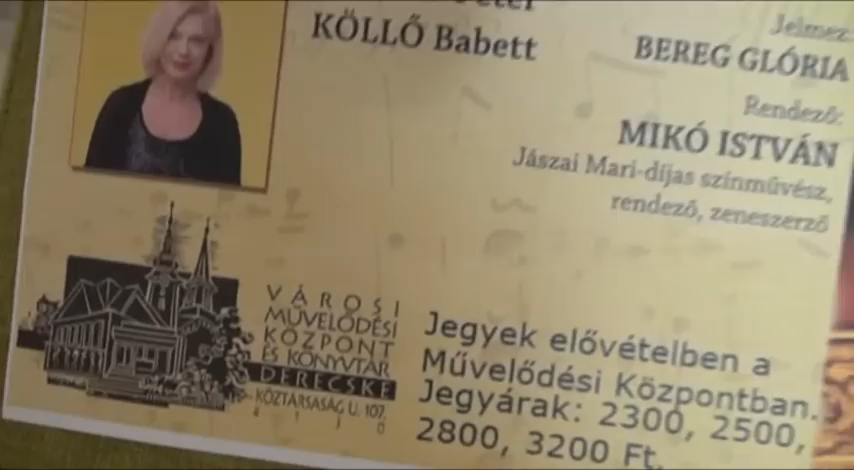 KÖLLŐ Babett
Jelmez:
BEREG GLÓRIA
Rendező:
MIKÓ ISTVÁN
Jászai Mari-díjas színművész,
rendező, zeneszerző
VÁROSI
MŰVELŐDÉSI
KÖZPONT
ÉS KÖNYVTÁR
DERECSKE
KÖZTÁRSASÁG U. 107.
4130
Jegyek elővételben a
Művelődési Központban.
Jegyárak: 2300, 2500,
2800, 3200 Ft.